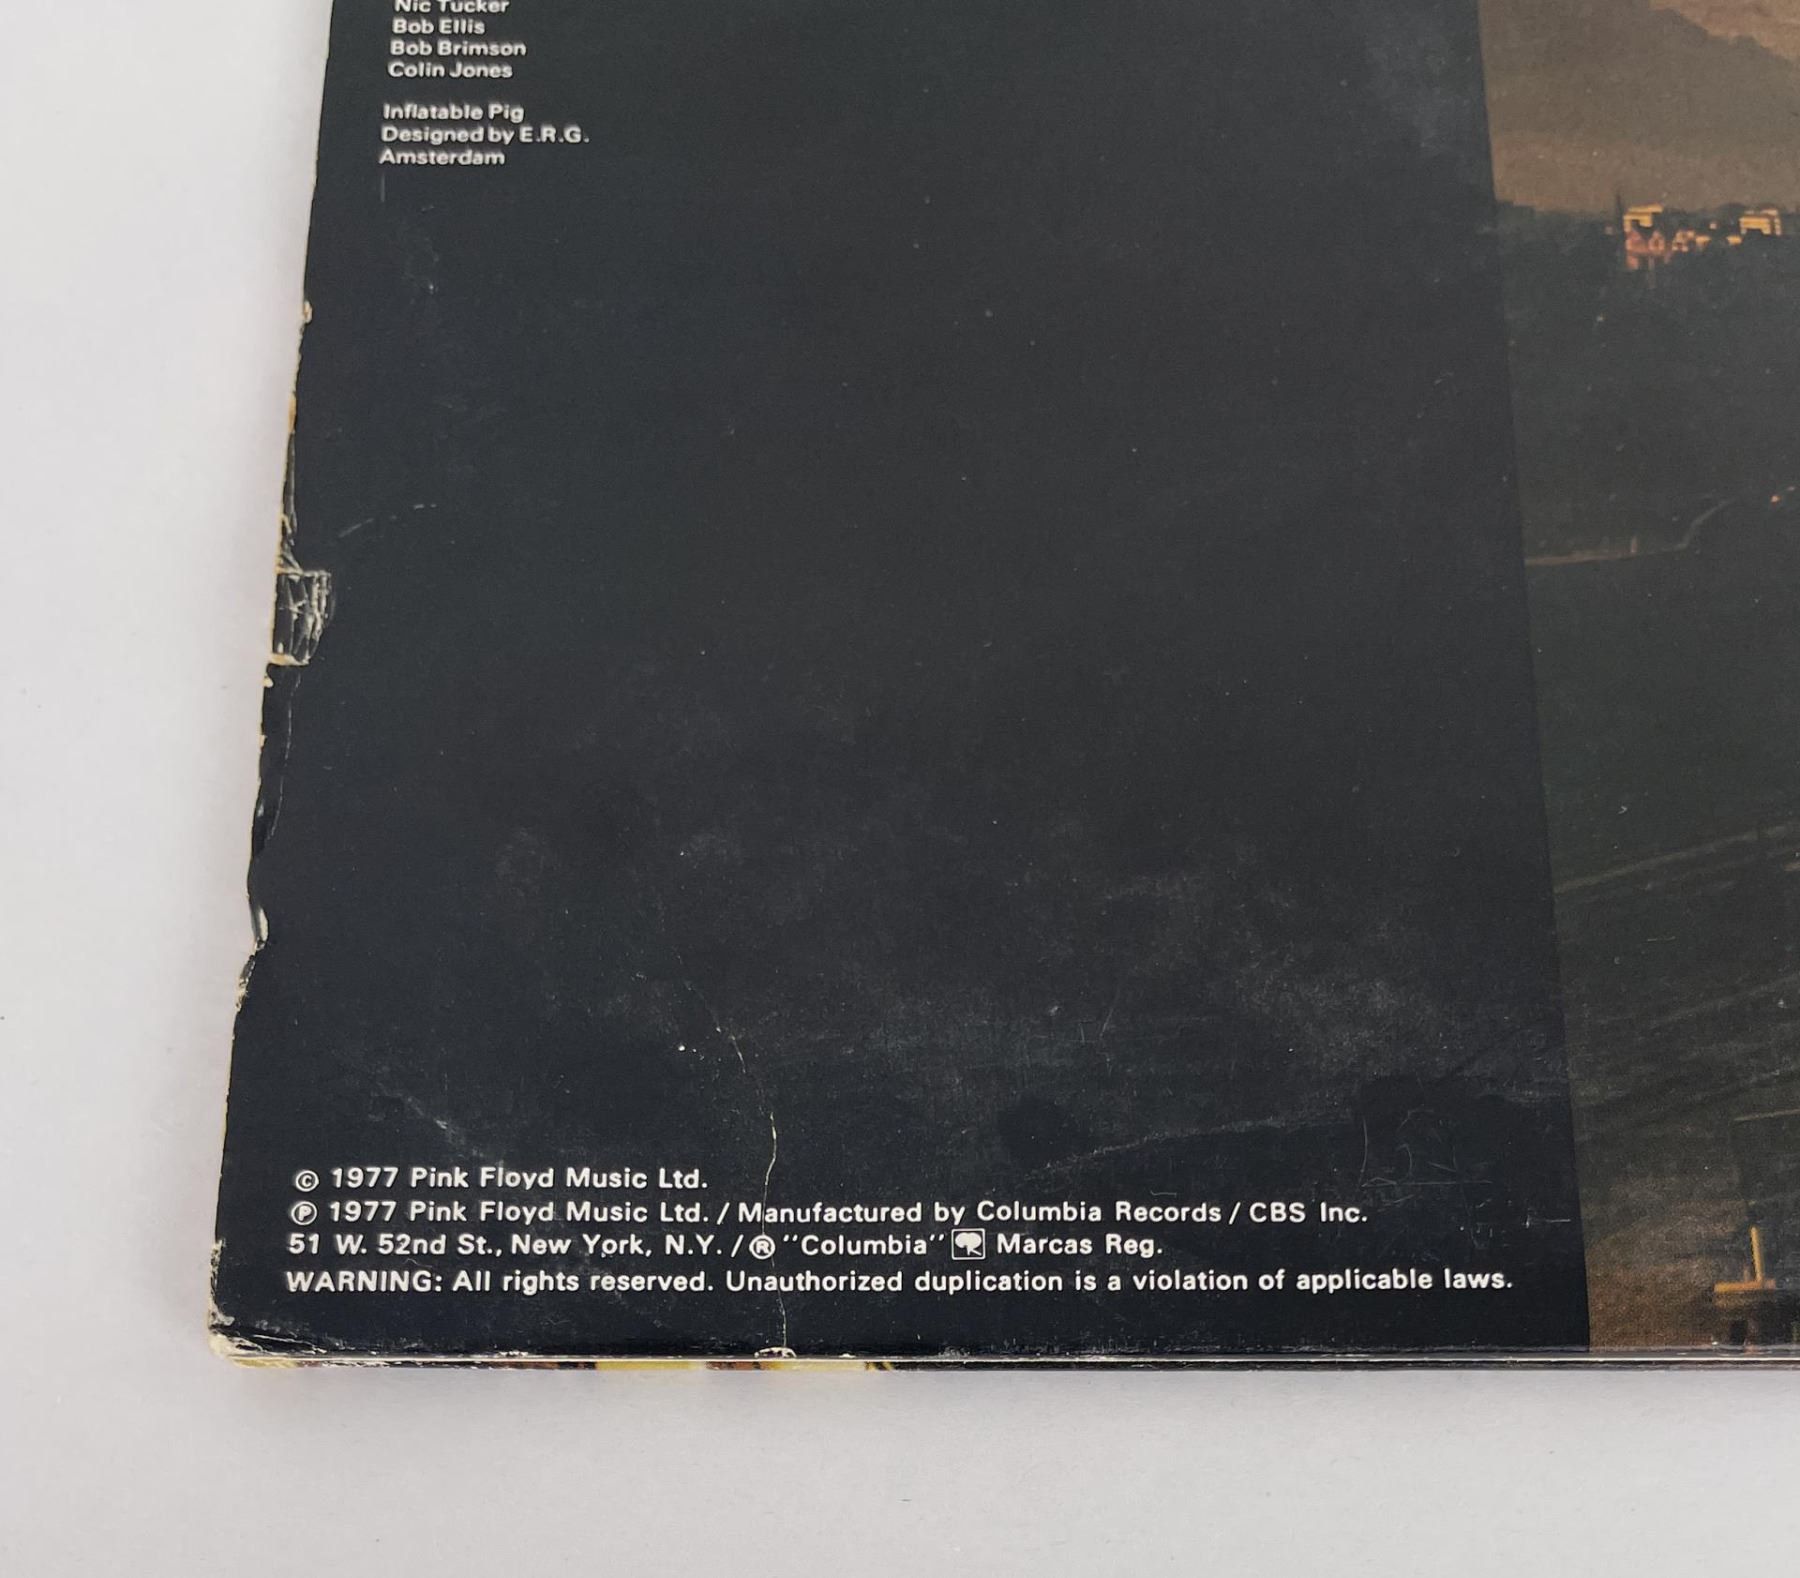 Nic Tucker
Bob Ellis
Bob Brimson
Colin Jones
Inflatable Pig
Designed by E.R.G.
Amsterdam
© 1977 Pink Floyd Music Ltd.
℗ 1977 Pink Floyd Music Ltd. / Manufactured by Columbia Records / CBS Inc.
51 W. 52nd St., New York, N.Y. / ® "Columbia" Marcas Reg.
WARNING: All rights reserved. Unauthorized duplication is a violation of applicable laws.